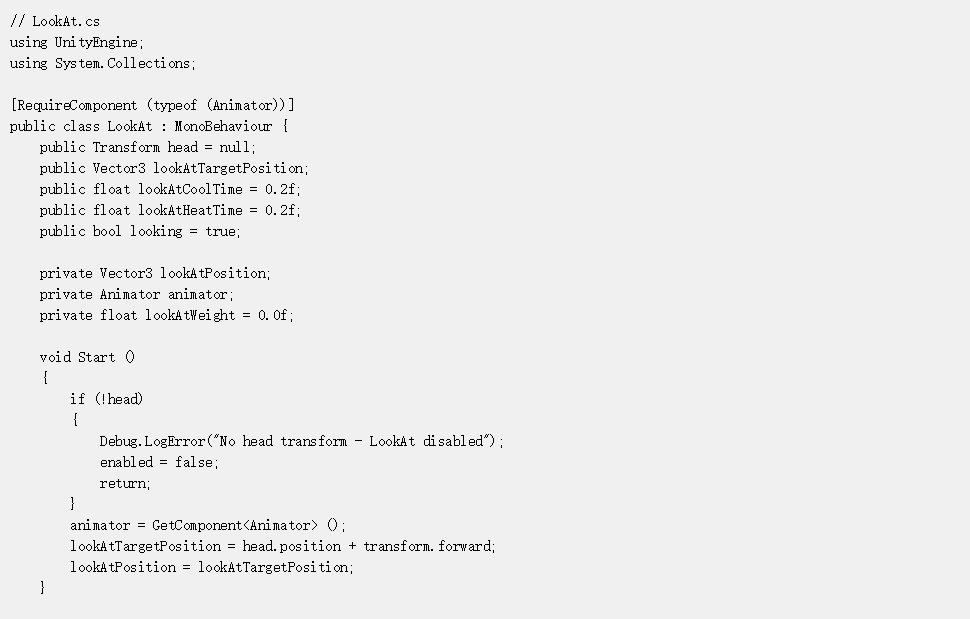 // LookAt.cs
using UnityEngine;
using System.Collections;
[RequireComponent (typeof (Animator))]
public class LookAt : MonoBehaviour {
public Transform head = null;
public Vector3 lookAtTargetPosition;
public float lookAtCoolTime = 0.2f;
public float lookAtHeatTime = 0.2f;
public bool looking = true;
private Vector3 lookAtPosition;
private Animator animator;
private float lookAtWeight = 0.0f;
void Start ()
{
if (!head)
{
Debug.LogError("No head transform - LookAt disabled");
enabled = false;
return;
}
animator = GetComponent<Animator> ();
lookAtTargetPosition = head.position + transform.forward;
lookAtPosition = lookAtTargetPosition;
}